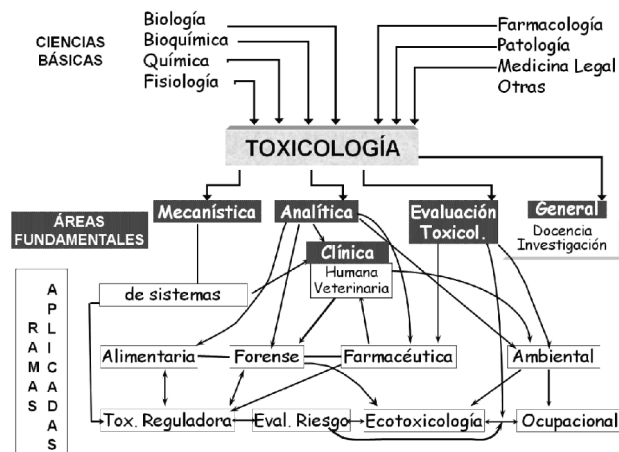 CIENCIAS
BÁSICAS
Biología
Bioquímica
Química
Fisiología
Farmacología
Patología
Medicina Legal
Otras
TOXICOLOGÍA
ÁREAS
FUNDAMENTALES
Mecanística
Analítica
Evaluación
Toxicol.
General
Docencia
Investigación
Clínica
Humana
Veterinaria
RAMAS
APLICADAS
de sistemas
Alimentaria
Forense
Farmacéutica
Ambiental
Tox. Reguladora
Eval. Riesgo
Ecotoxicología
Ocupacional